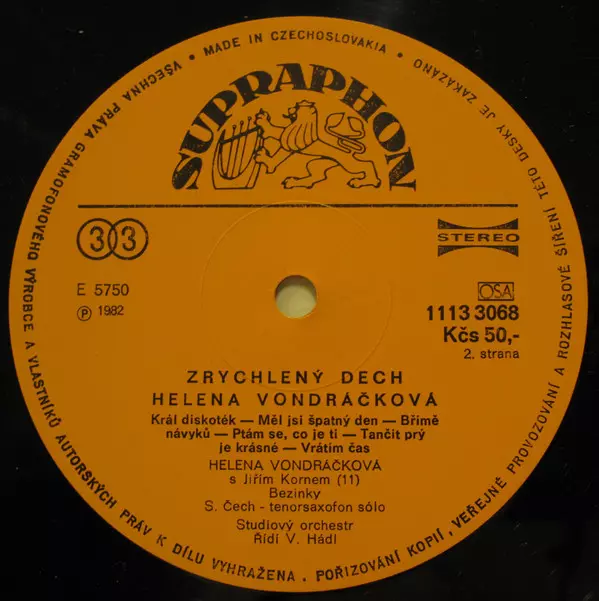 VŠECHNA PRÁVA GRAMOFONOVÉHO VÝROBCE A VLASTNÍKŮ AUTORSKÝCH PRÁV K DÍLU VYHRAŽENA. POŘIZOVÁNÍ KOPIÍ, VEŘEJNÉ PROVOZOVÁNÍ A ROZHLASOVÉ ŠÍŘENÍ TÉTO DESKY JE ZAKÁZÁNO
• MADE IN CZECHOSLOVAKIA •
SUPRAPHON
33
STEREO
E 5750
OSA
℗ 1982
1113 3068
Kčs 50,-
2. strana
ZRYCHLENÝ DECH
HELENA VONDRÁČKOVÁ
Král diskoték — Měl jsi špatný den — Břímě
návyků — Ptám se, co je ti — Tančit prý
je krásné — Vrátím čas
HELENA VONDRÁČKOVÁ
s Jiřím Kornem (11)
Bezinky
S. Čech - tenorsaxofon sólo
Studiový orchestr
Řídí V. Hádl